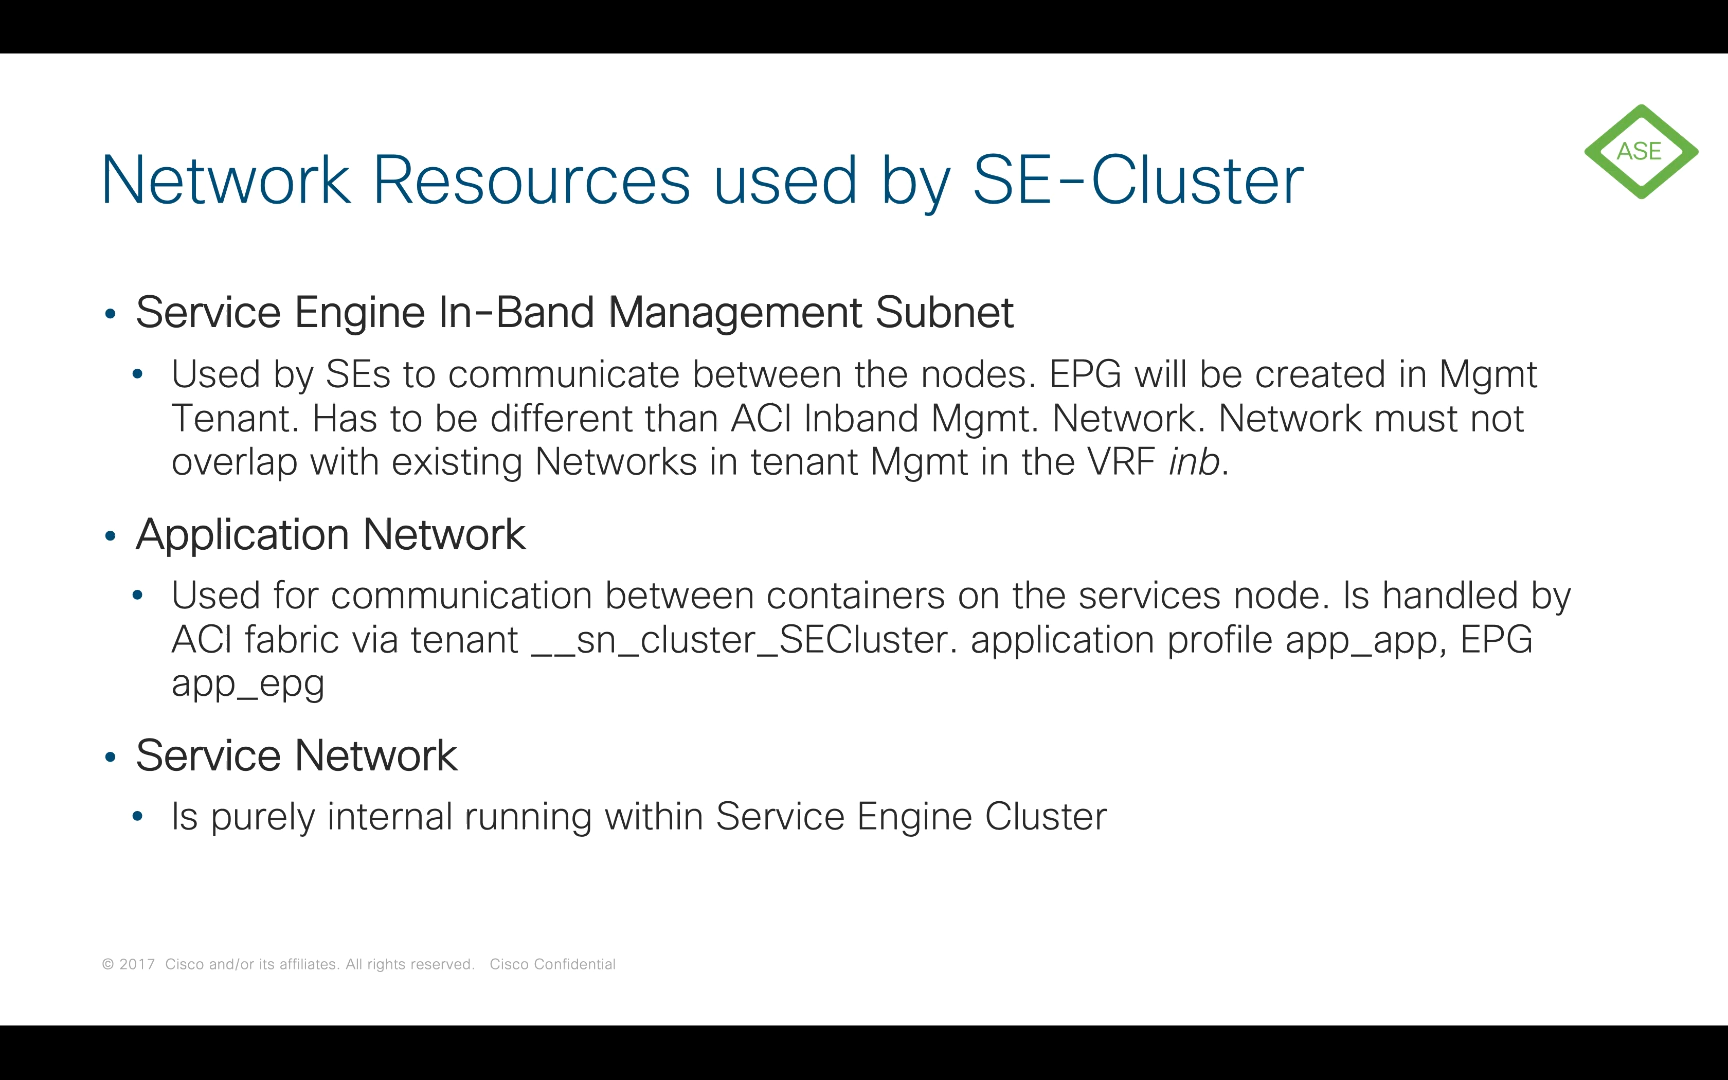 ASE
Network Resources used by SE-Cluster
• Service Engine In-Band Management Subnet
• Used by SEs to communicate between the nodes. EPG will be created in Mgmt
Tenant. Has to be different than ACI Inband Mgmt. Network. Network must not
overlap with existing Networks in tenant Mgmt in the VRF inb.
• Application Network
• Used for communication between containers on the services node. Is handled by
ACI fabric via tenant __sn_cluster_SECluster. application profile app_app, EPG
app_epg
• Service Network
• Is purely internal running within Service Engine Cluster
© 2017 Cisco and/or its affiliates. All rights reserved. Cisco Confidential